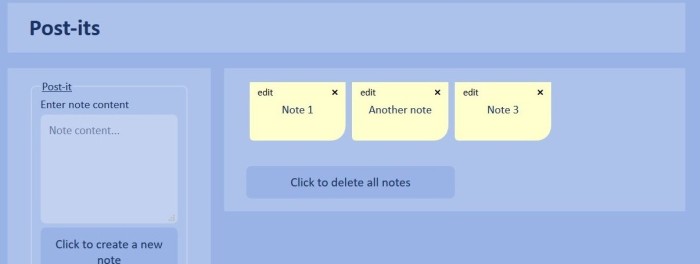 Post-its
Post-it
Enter note content
Note content...
Click to create a new
note
edit ×
Note 1
edit ×
Another note
edit ×
Note 3
Click to delete all notes